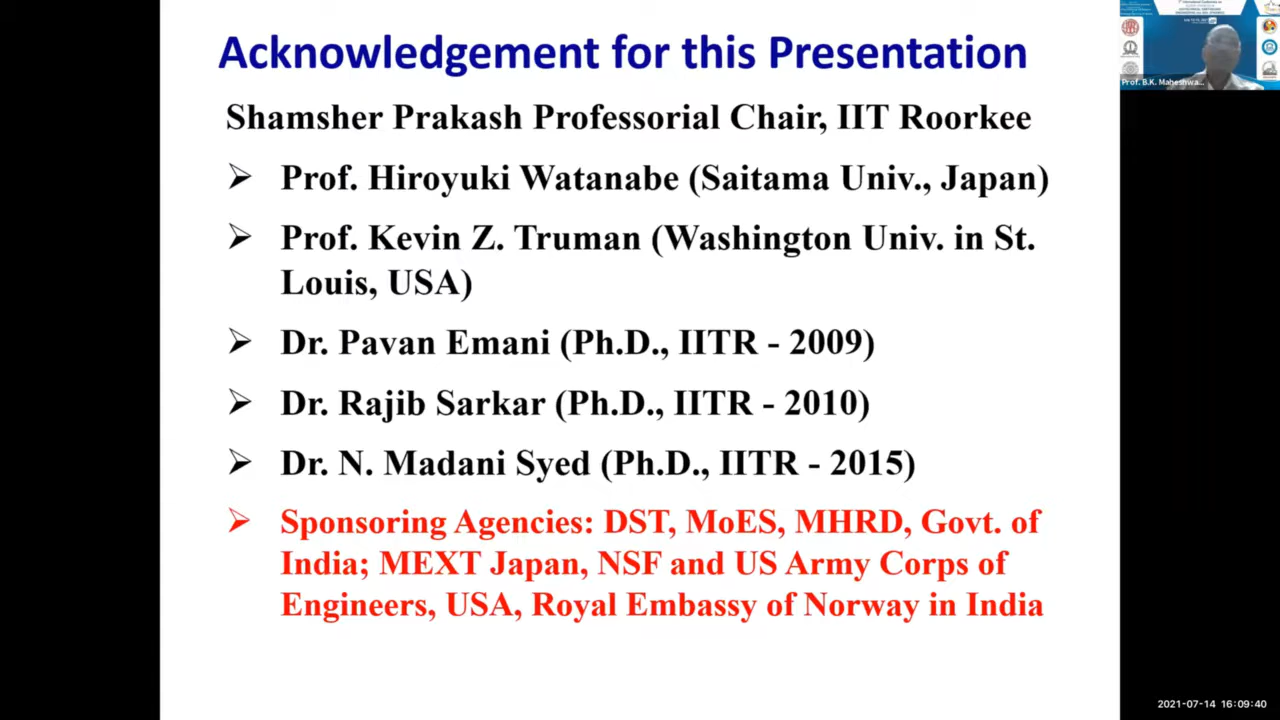 Acknowledgement for this Presentation
Shamsher Prakash Professorial Chair, IIT Roorkee
Prof. Hiroyuki Watanabe (Saitama Univ., Japan)
Prof. Kevin Z. Truman (Washington Univ. in St.
Louis, USA)
Dr. Pavan Emani (Ph.D., IITR - 2009)
Dr. Rajib Sarkar (Ph.D., IITR - 2010)
Dr. N. Madani Syed (Ph.D., IITR - 2015)
Sponsoring Agencies: DST, MoES, MHRD, Govt. of
India; MEXT Japan, NSF and US Army Corps of
Engineers, USA, Royal Embassy of Norway in India
Prof. B.K. Maheshwa...
2021-07-14 16:09:40